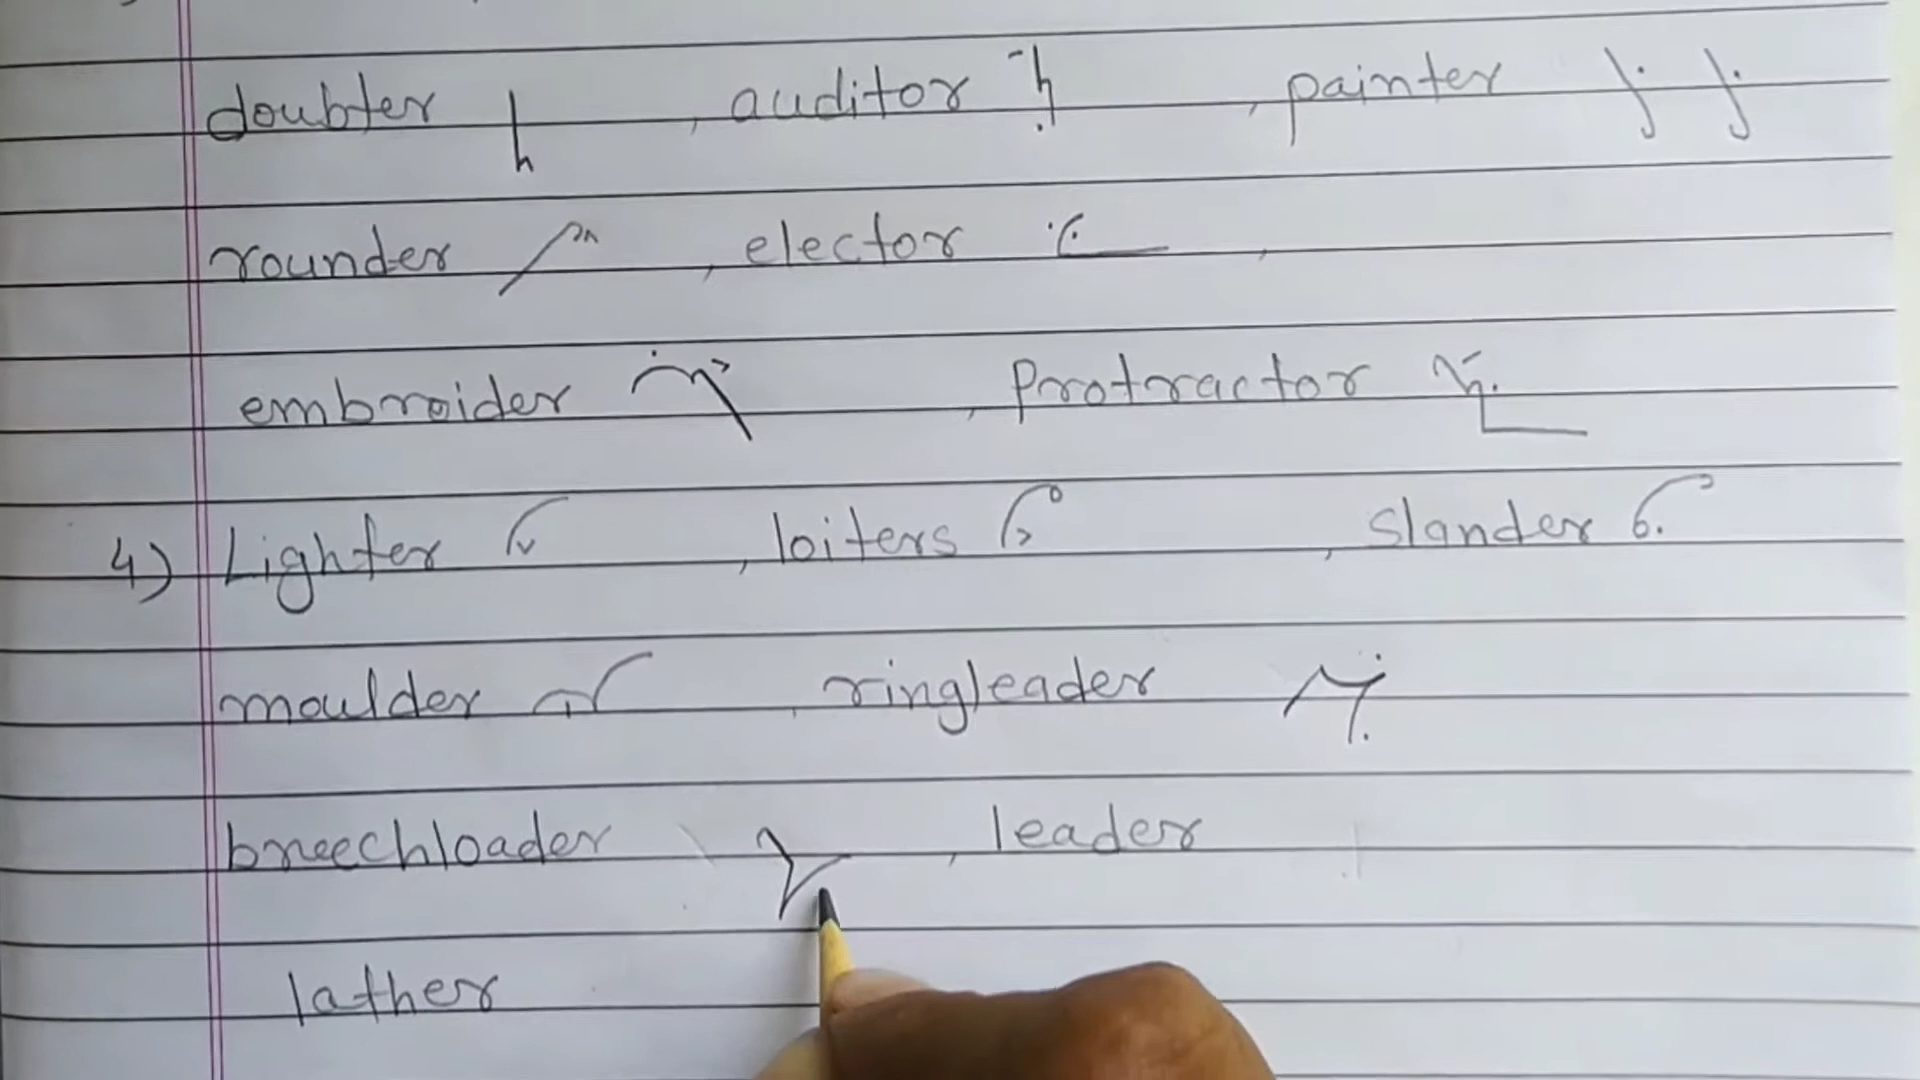 doubter , auditor , painter
rounder , elector ,
embroider , Protractor
4) Lighter , loiters , slander
moulder , ringleader
breechloader , leader
lather